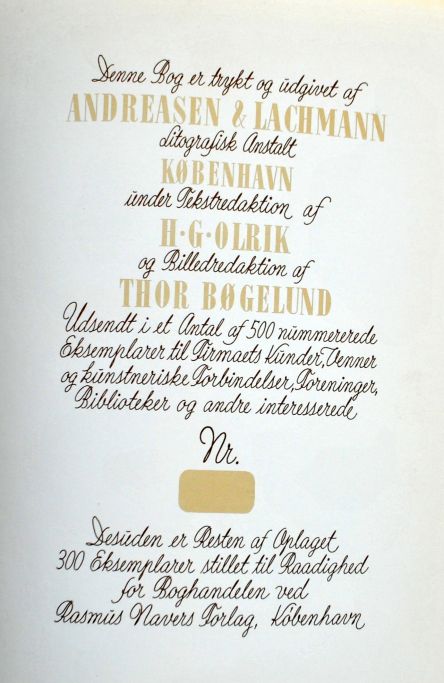 Denne Bog er trykt og udgivet af
ANDREASEN & LACHMANN
Litografisk Anstalt
KØBENHAVN
under Tekstredaktion af
H·G·OLRIK
og Billedredaktion af
THOR BØGELUND
Udsendt i et Antal af 500 nummererede
Eksemplarer til Firmaets Kunder, Venner
og kunstneriske Forbindelser, Foreninger,
Biblioteker og andre interesserede
Nr.
Desuden er Resten af Oplaget
300 Eksemplarer stillet til Raadighed
for Boghandelen ved
Rasmus Navers Forlag, København